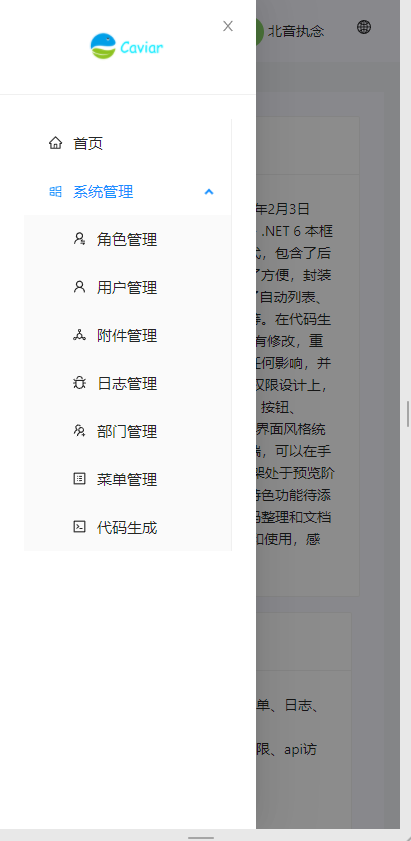 Caviar
北音执念
首页
系统管理
角色管理
用户管理
附件管理
日志管理
部门管理
菜单管理
代码生成
年2月3日
.NET 6 本框
式，包含了后
了方便，封装
自动列表、
等。在代码生
有修改，重
任何影响，并
权限设计上，
按钮、
界面风格统
端，可以在手
架处于预览阶
特色功能待添
码整理和文档
和使用，感
单、日志、
限、api访